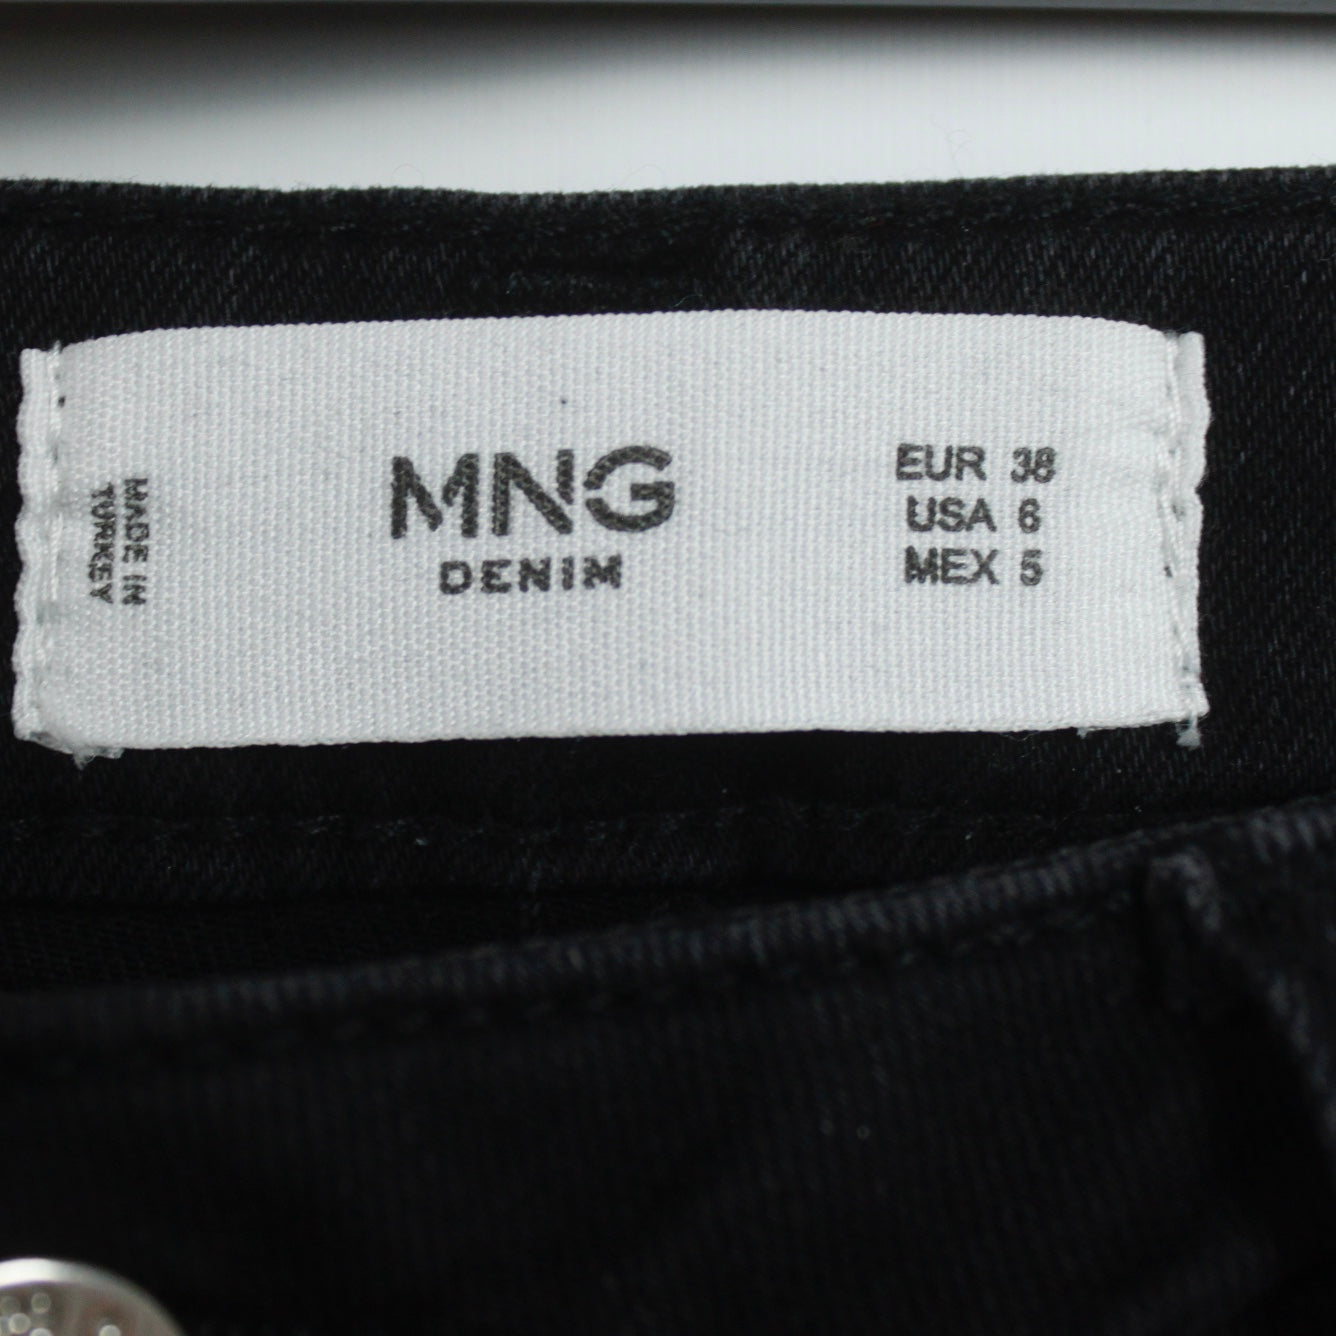 MADE IN
TURKEY
MNG
DENIM
EUR 38
USA 6
MEX 5